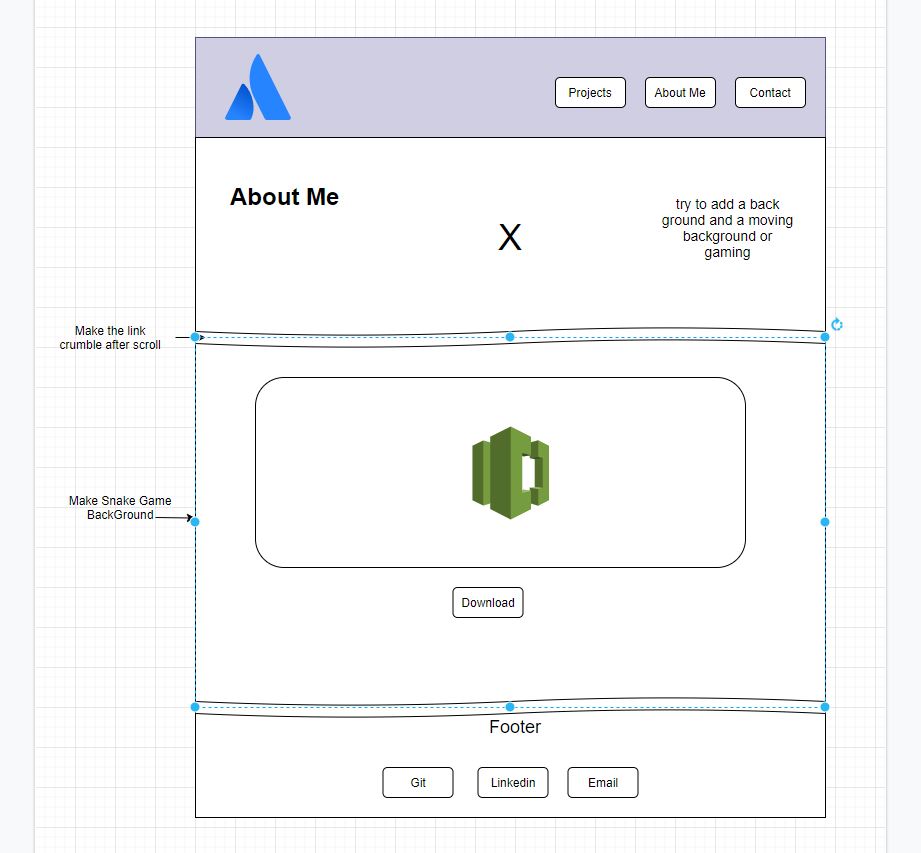 Projects
About Me
Contact
About Me
X
try to add a back
ground and a moving
background or
gaming
Make the link
crumble after scroll
Make Snake Game
BackGround
Download
Footer
Git
Linkedin
Email